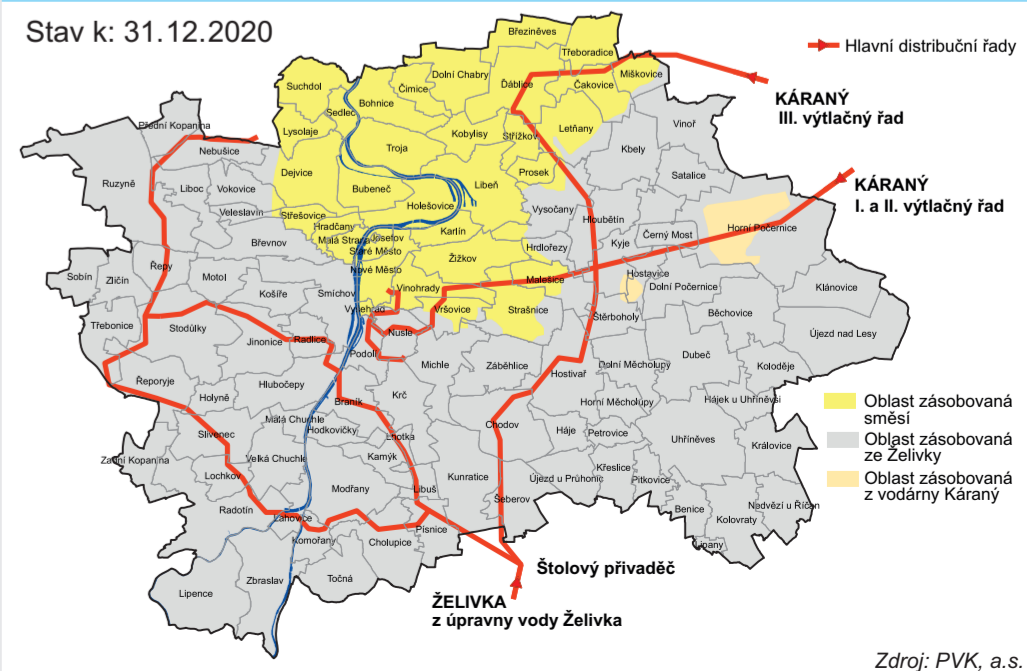 Stav k: 31.12.2020
Hlavní distribuční řady
KÁRANÝ
III. výtlačný řad
KÁRANÝ
I. a II. výtlačný řad
Březiněves
Třeboradice
Miškovice
Dolní Chabry
Ďáblice
Čakovice
Čimice
Suchdol
Bohnice
Sedlec
Letňany
Vinoř
Přední Kopanina
Lysolaje
Kobylisy
Střížkov
Troja
Kbely
Nebušice
Dejvice
Prosek
Satalice
Ruzyně
Liboc
Vokovice
Bubeneč
Libeň
Holešovice
Vysočany
Veleslavín
Střešovice
Hloubětín
Hradčany
Karlín
Horní Počernice
Malá Strana
Josefov
Černý Most
Břevnov
Staré Město
Hrdlořezy
Kyje
Žižkov
Nové Město
Hostavice
Sobín
Zličín
Řepy
Motol
Malešice
Dolní Počernice
Klánovice
Košíře
Smíchov
Vinohrady
Vyšehrad
Vršovice
Strašnice
Štěrboholy
Běchovice
Třebonice
Stodůlky
Nusle
Újezd nad Lesy
Jinonice
Radlice
Podolí
Michle
Záběhlice
Dubeč
Hostivař
Dolní Měcholupy
Koloděje
Řeporyje
Hlubočepy
Krč
Holyně
Braník
Horní Měcholupy
Hájek u Uhříněvsi
Malá Chuchle
Hodkovičky
Chodov
Slivenec
Lhotka
Háje
Petrovice
Uhříněves
Královice
Zadní Kopanina
Velká Chuchle
Kamýk
Křeslice
Lochkov
Kunratice
Újezd u Průhonic
Pitkovice
Modřany
Libuš
Šeberov
Radotín
Benice
Nedvězí u Říčan
Lahovice
Kolovraty
Písnice
Komořany
Cholupice
Lipany
Točná
Zbraslav
Lipence
Oblast zásobovaná
směsí
Oblast zásobovaná
ze Želivky
Oblast zásobovaná
z vodárny Káraný
Štolový přivaděč
ŽELIVKA
z úpravny vody Želivka
Zdroj: PVK, a.s.